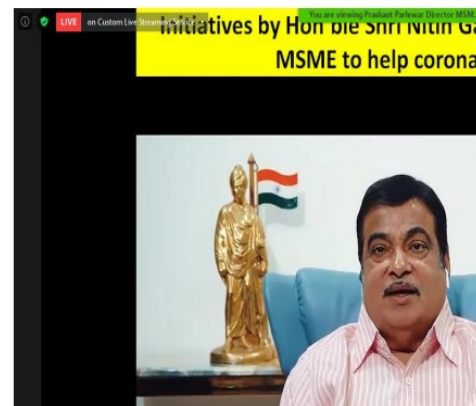 LIVE on Custom Live Streaming Service
You are viewing Prashant Parlewar Director MSM
Initiatives by Hon'ble Shri Nitin Ga
MSME to help corona